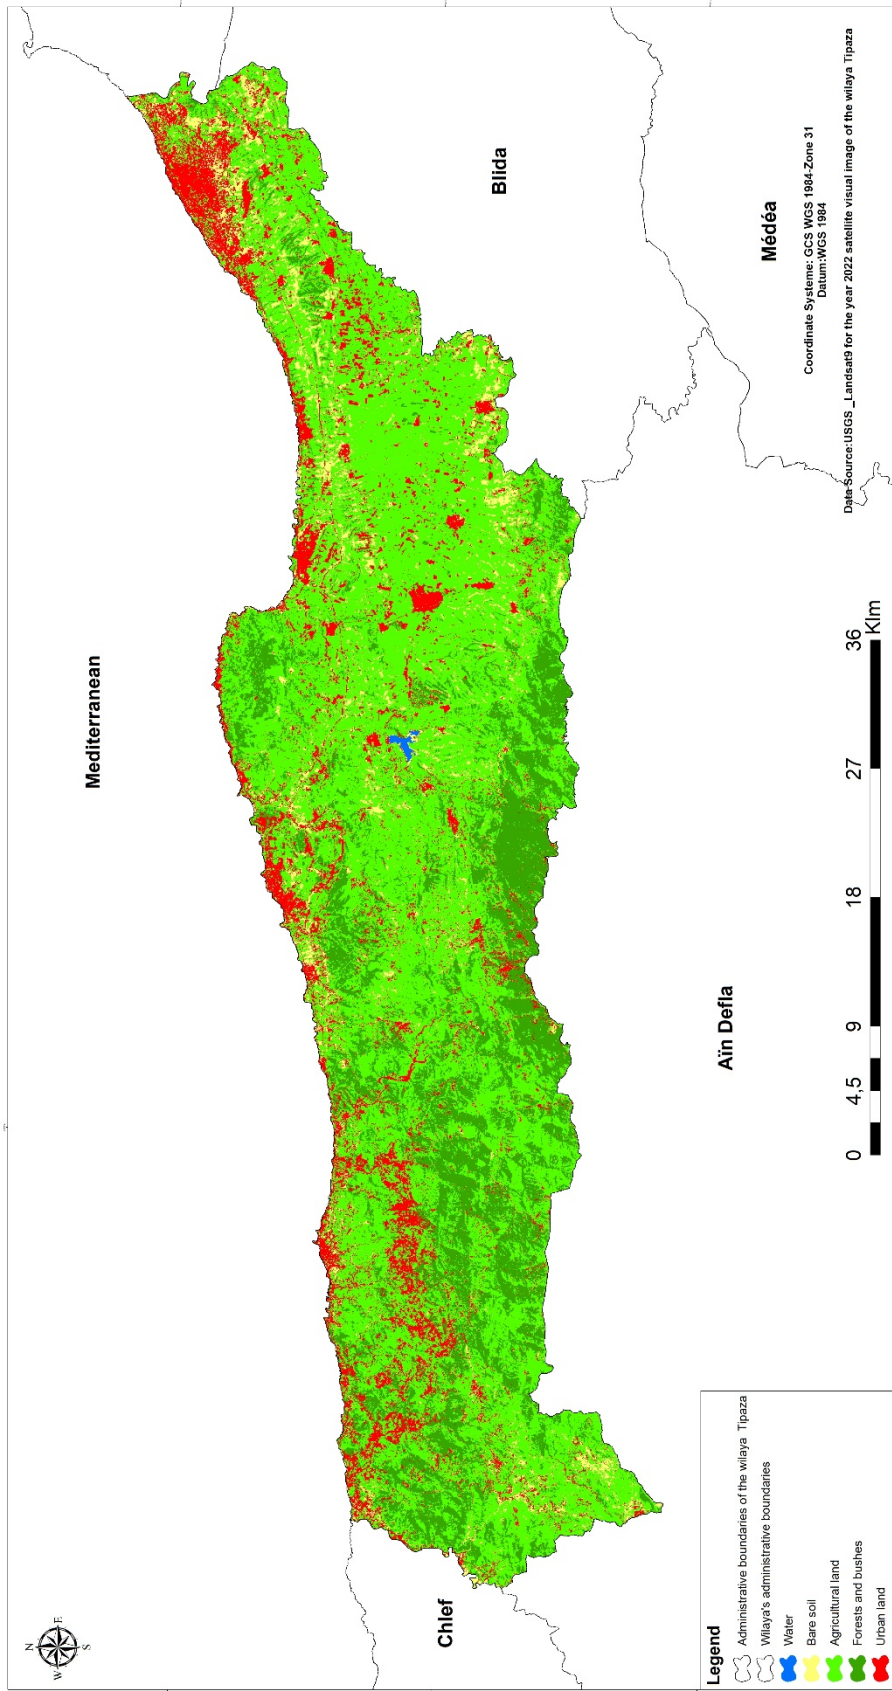 N
W
E
S
Mediterranean
Blida
Médéa
Aïn Defla
Chlef
Coordinate Systeme: GCS WGS 1984-Zone 31
Datum:WGS 1984
Data Source:USGS _Landsat9 for the year 2022 satellite visual image of the wilaya Tipaza
0 4,5 9 18 27 36
Klm
Legend
Administrative boundaries of the wilaya Tipaza
Wilaya's administrative boundaries
Water
Bare soil
Agricultural land
Forests and bushes
Urban land